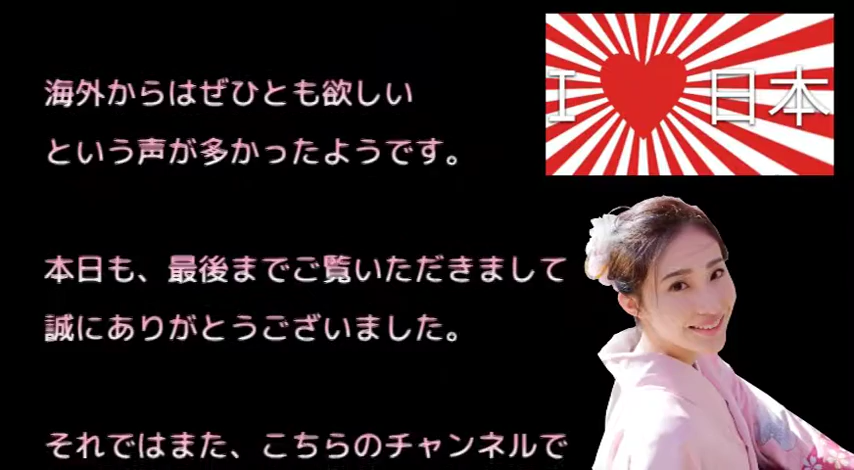 I 日本
海外からはぜひとも欲しい
という声が多かったようです。
本日も、最後までご覧いただきまして
誠にありがとうございました。
それではまた、こちらのチャンネルで